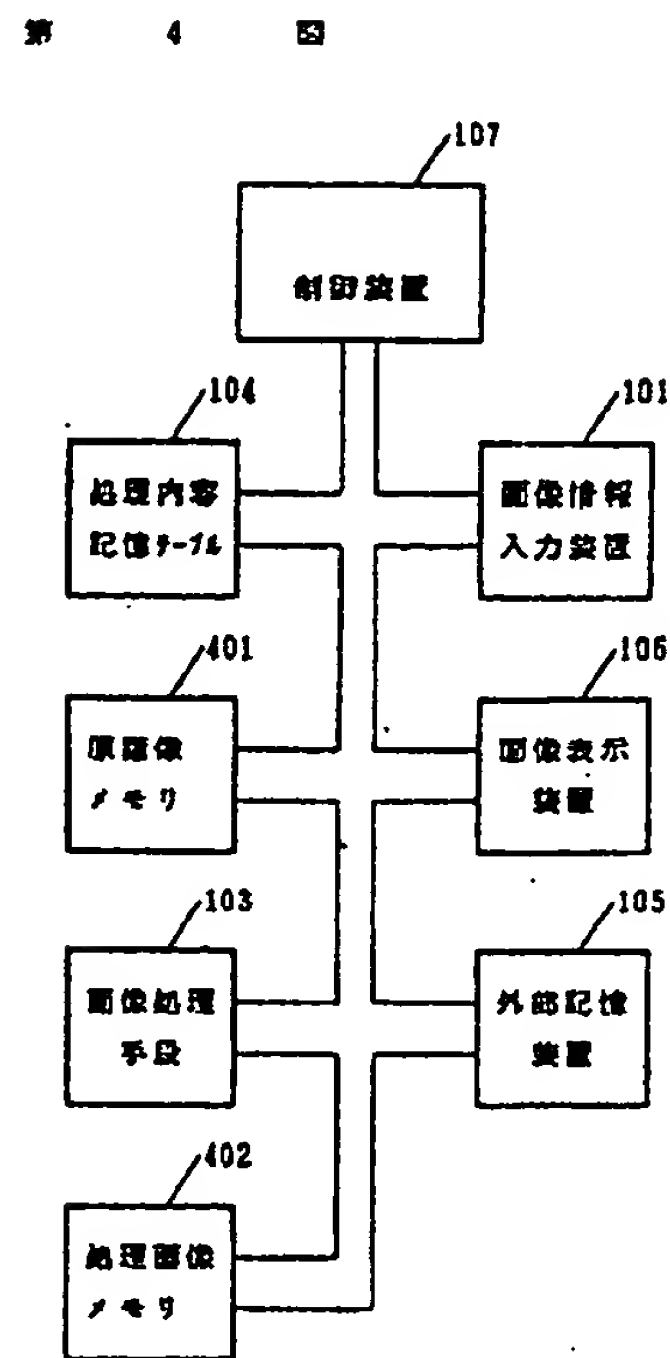 第 4 図
107
制御装置
104
処理内容
記憶テーブル
101
画像情報
入力装置
401
原画像
メモリ
106
画像表示
装置
103
画像処理
手段
105
外部記憶
装置
402
処理画像
メモリ